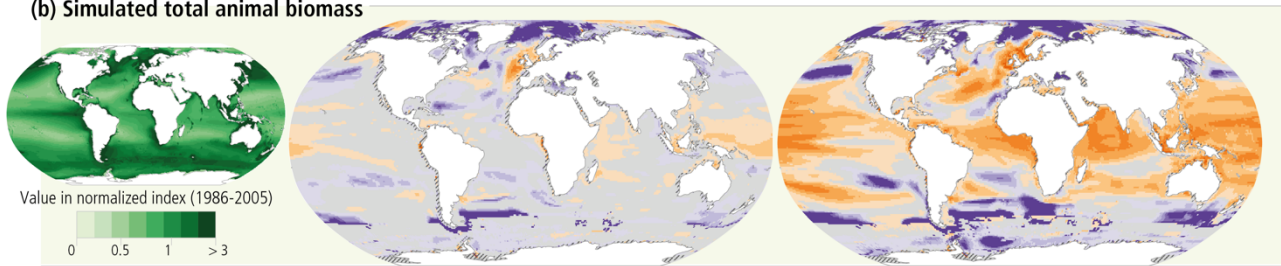 (b) Simulated total animal biomass
Value in normalized index (1986-2005)
0 0.5 1 > 3